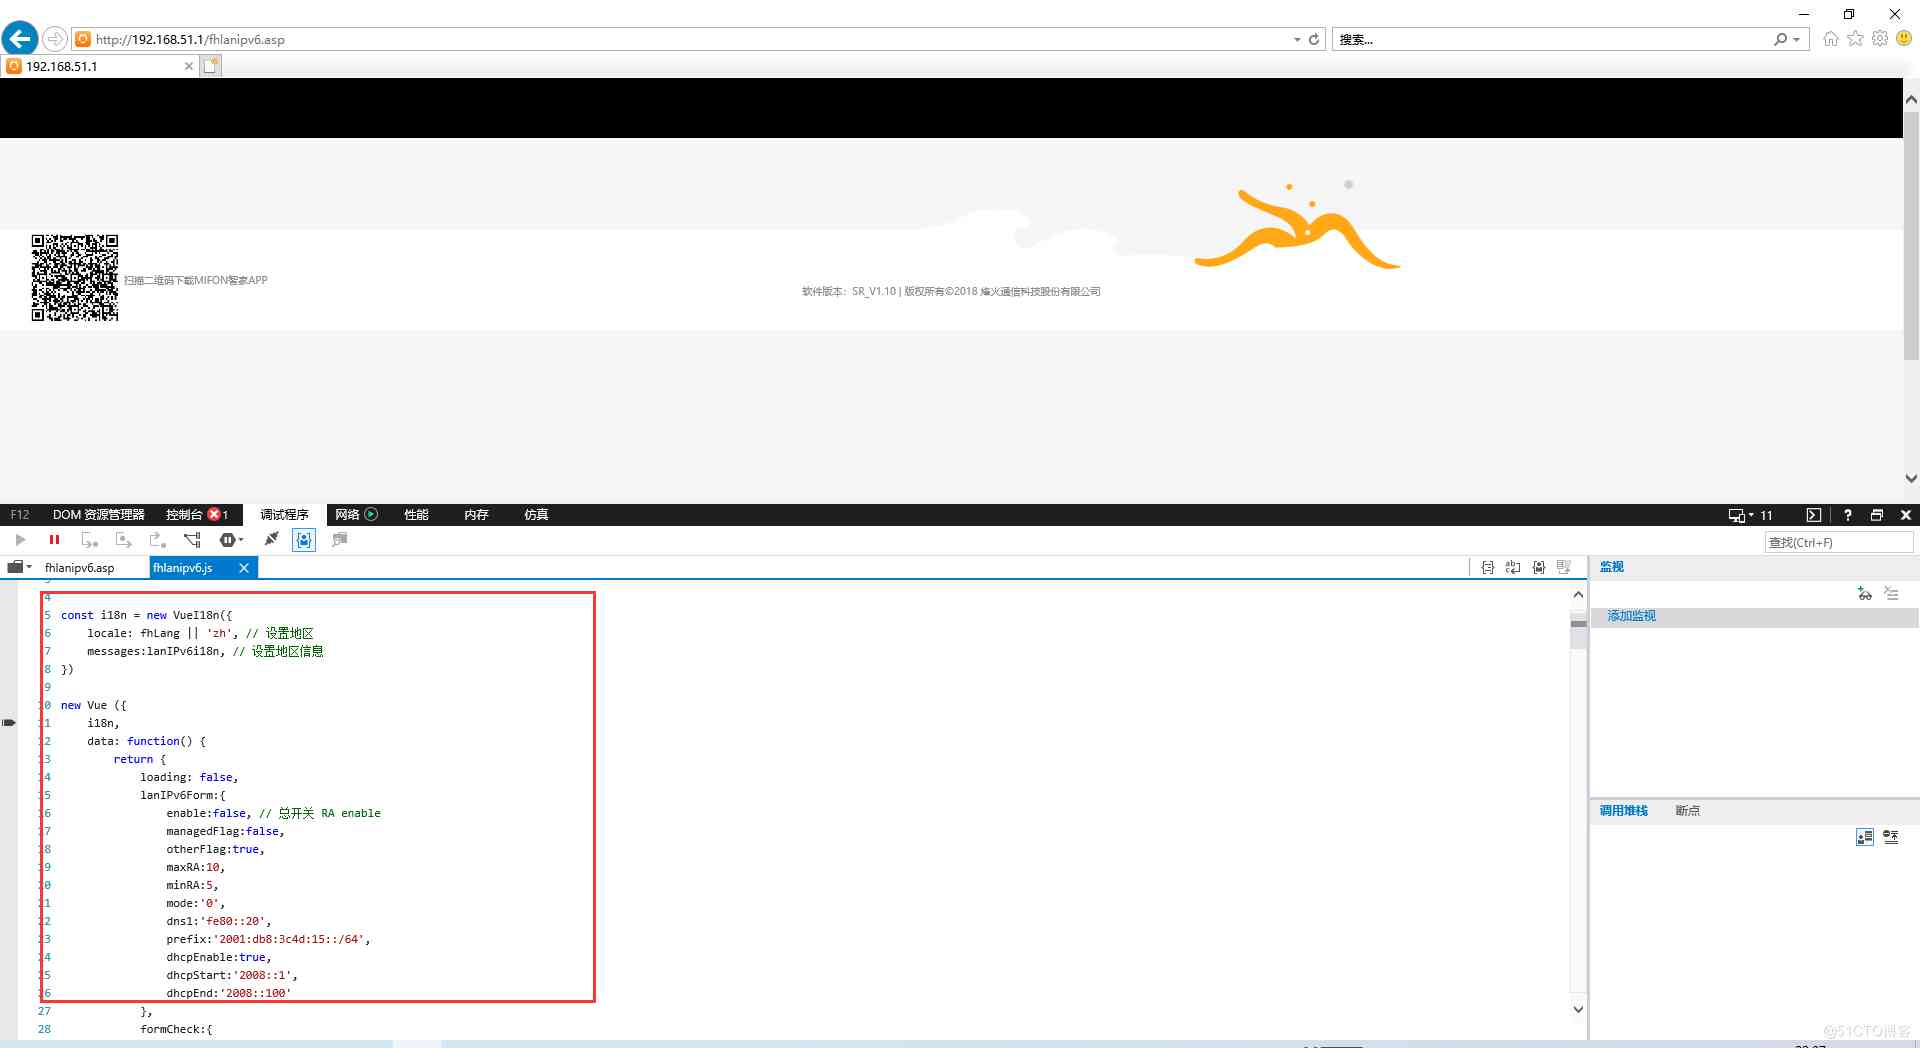 http://192.168.51.1/fhlanipv6.asp
搜索...
192.168.51.1
扫描二维码下载MIFON智家APP
软件版本：SR_V1.10 | 版权所有©2018 烽火通信科技股份有限公司
F12 DOM 资源管理器 控制台 1 调试程序 网络 性能 内存 仿真 11 ?
查找(Ctrl+F)
fhlanipv6.asp fhlanipv6.js
监视
添加监视
调用堆栈 断点
4
5 const i18n = new VueI18n({
6 locale: fhLang || 'zh', // 设置地区
7 messages:lanIPv6i18n, // 设置地区信息
8 })
9
10 new Vue ({
11 i18n,
12 data: function() {
13 return {
14 loading: false,
15 lanIPv6Form:{
16 enable:false, // 总开关 RA enable
17 managedFlag:false,
18 otherFlag:true,
19 maxRA:10,
20 minRA:5,
21 mode:'0',
22 dns1:'fe80::20',
23 prefix:'2001:db8:3c4d:15::/64',
24 dhcpEnable:true,
25 dhcpStart:'2008::1',
26 dhcpEnd:'2008::100'
27 },
28 formCheck:{
@51CTO博客